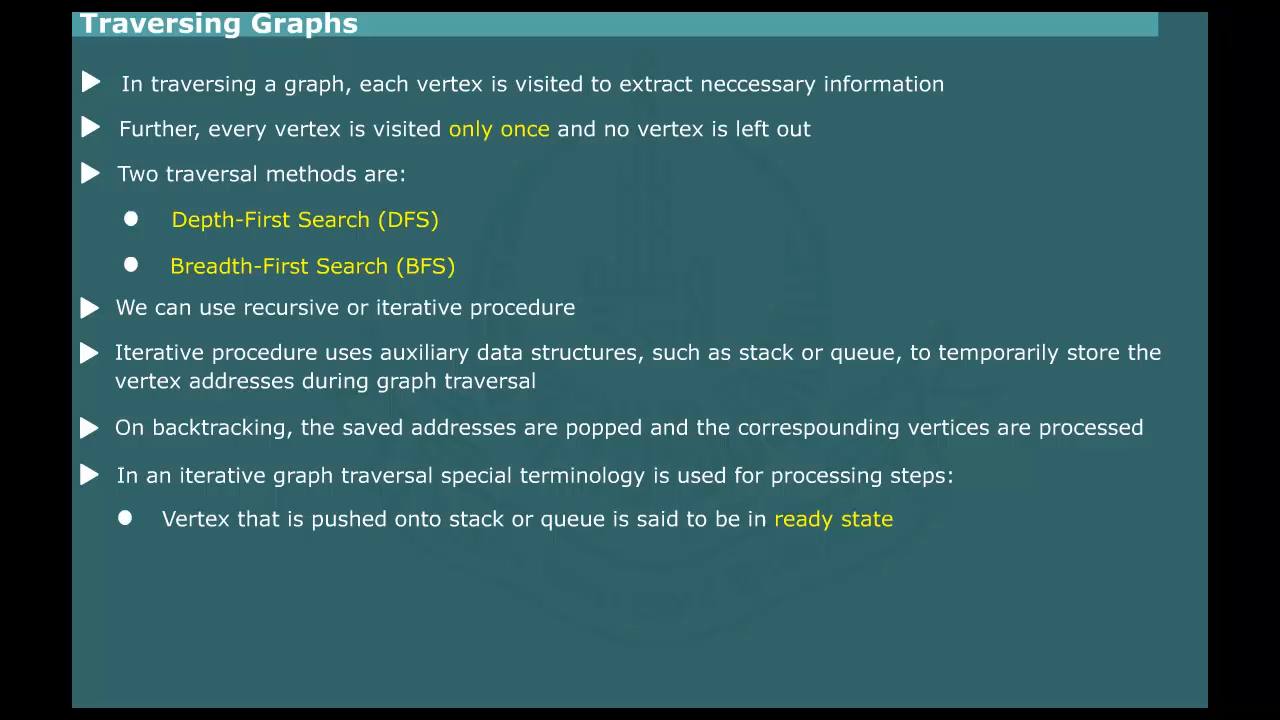 Traversing Graphs
In traversing a graph, each vertex is visited to extract neccessary information
Further, every vertex is visited only once and no vertex is left out
Two traversal methods are:
Depth-First Search (DFS)
Breadth-First Search (BFS)
We can use recursive or iterative procedure
Iterative procedure uses auxiliary data structures, such as stack or queue, to temporarily store the
vertex addresses during graph traversal
On backtracking, the saved addresses are popped and the correspounding vertices are processed
In an iterative graph traversal special terminology is used for processing steps:
Vertex that is pushed onto stack or queue is said to be in ready state